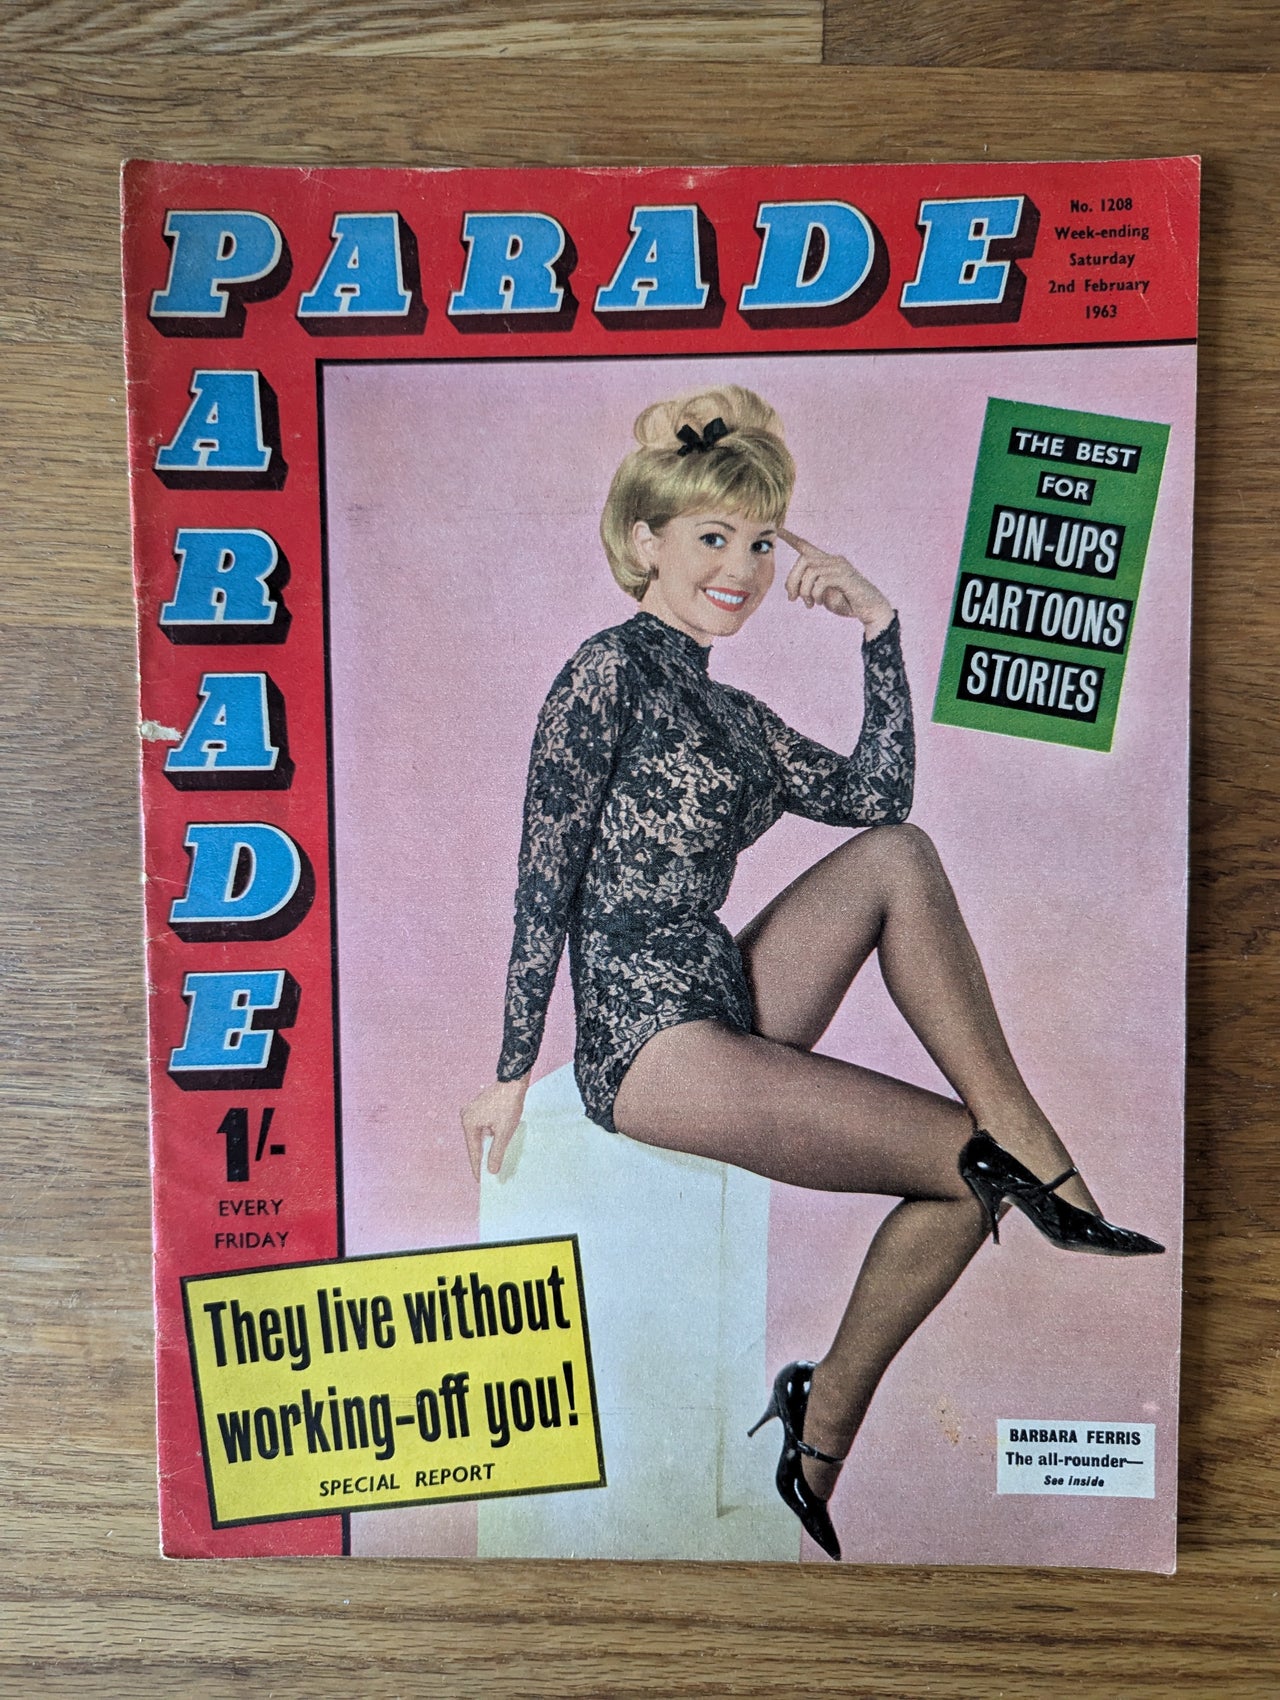 PARADE
No. 1208
Week-ending
Saturday
2nd February
1963
PARADE
1/-
EVERY
FRIDAY
THE BEST
FOR
PIN-UPS
CARTOONS
STORIES
They live without
working-off you!
SPECIAL REPORT
BARBARA FERRIS
The all-rounder—
See inside